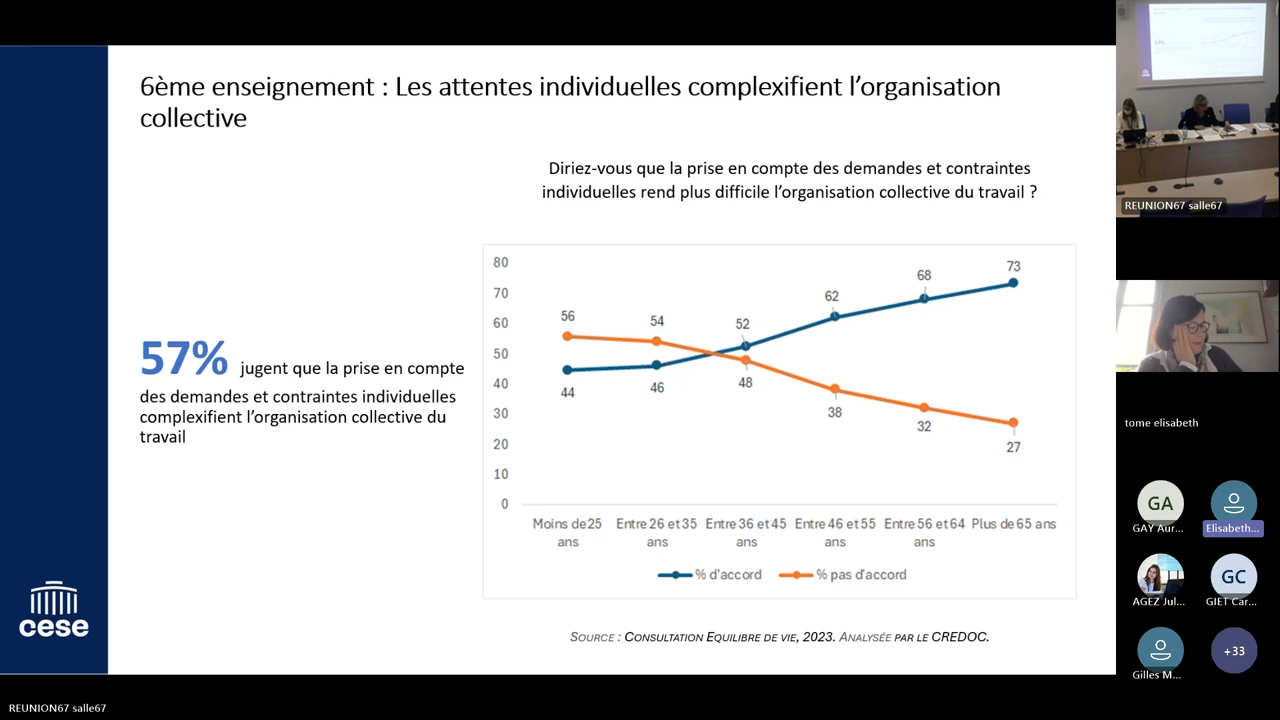 6ème enseignement : Les attentes individuelles complexifient l’organisation
collective
Diriez-vous que la prise en compte des demandes et contraintes
individuelles rend plus difficile l’organisation collective du travail ?
57% jugent que la prise en compte
des demandes et contraintes individuelles
complexifient l’organisation collective du
travail
80
70
60
50
40
30
20
10
0
56
54
52
62
68
73
44
46
48
38
32
27
Moins de 25
ans
Entre 26 et 35
ans
Entre 36 et 45
ans
Entre 46 et 55
ans
Entre 56 et 64
ans
Plus de 65 ans
% d’accord
% pas d’accord
Source : Consultation Equilibre de vie, 2023. Analysée par le CREDOC.
cese
REUNION67 salle67
tome elisabeth
GA
GAY Aur...
Elisabeth...
AGEZ Jul...
GC
GIET Car...
Gilles M...
+33
REUNION67 salle67